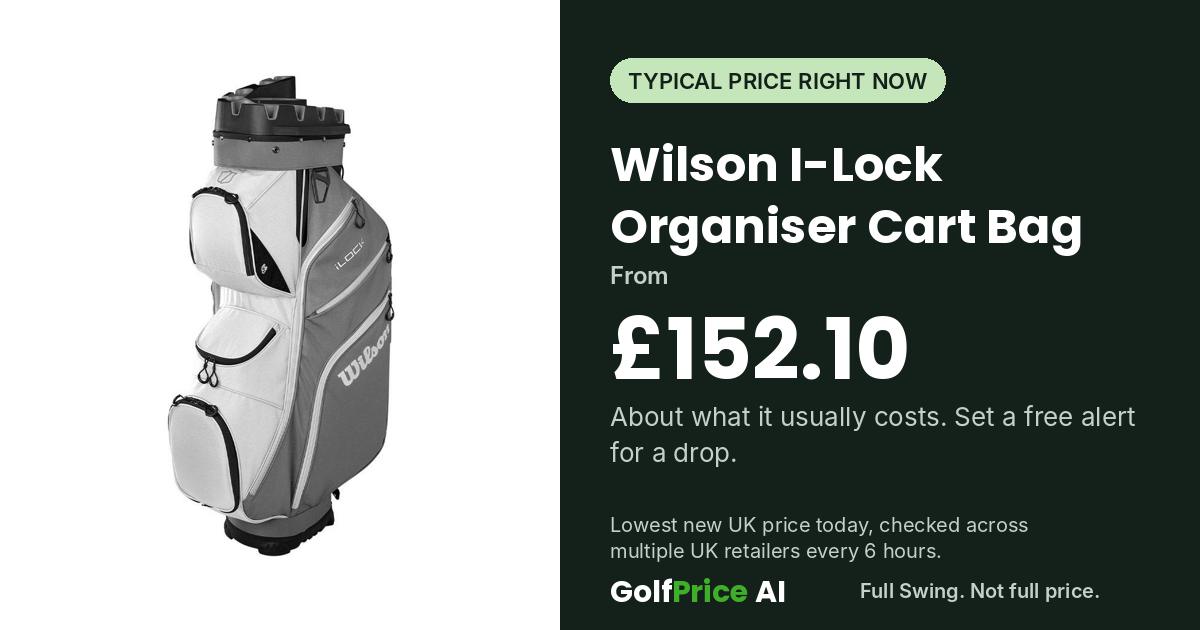 TYPICAL PRICE RIGHT NOW
Wilson I-Lock
Organiser Cart Bag
From
£152.10
About what it usually costs. Set a free alert
for a drop.
Lowest new UK price today, checked across
multiple UK retailers every 6 hours.
GolfPrice AI
Full Swing. Not full price.
iLOCK
Wilson